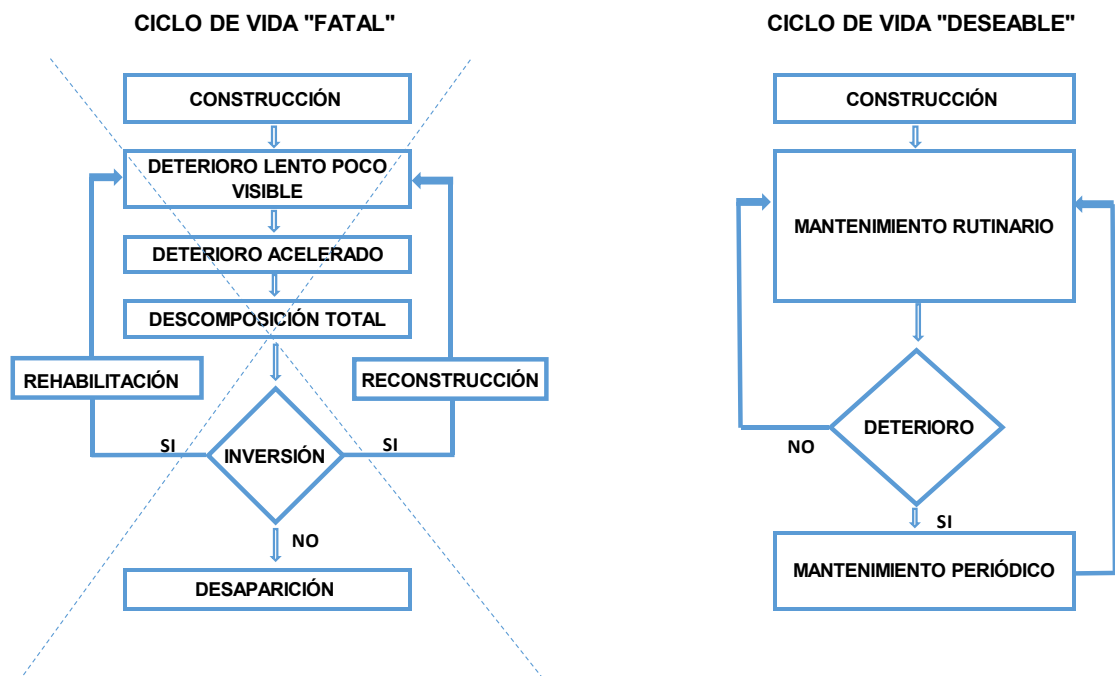 CICLO DE VIDA "FATAL"
CONSTRUCCIÓN
DETERIORO LENTO POCO
VISIBLE
DETERIORO ACELERADO
DESCOMPOSICIÓN TOTAL
REHABILITACIÓN
RECONSTRUCCIÓN
SI
INVERSIÓN
SI
NO
DESAPARICIÓN
CICLO DE VIDA "DESEABLE"
CONSTRUCCIÓN
MANTENIMIENTO RUTINARIO
DETERIORO
NO
SI
MANTENIMIENTO PERIÓDICO